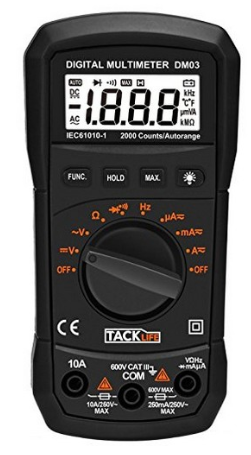 DIGITAL MULTIMETER DM03
AUTO MAX H
DC kHz
-1.8.8.8 °C°F
µmVA
AC kMΩ
IEC61010-1 2000 Counts/Autorange
FUNC. HOLD MAX.
Ω Hz
~V µA
mA
V A
OFF OFF
CE TACKLIFE
10A 600V CAT III VΩHz
COM mAµA
10A/250V~ 600V MAX 250mA/250V~
MAX MAX